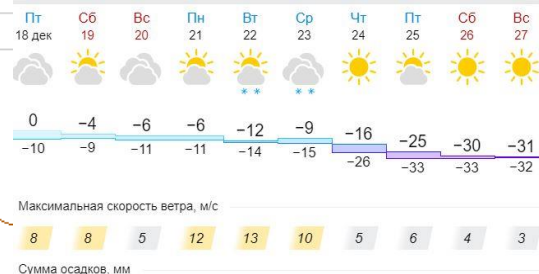 Пт Сб Вс Пн Вт Ср Чт Пт Сб Вс
18 дек 19 20 21 22 23 24 25 26 27
0 −4 −6 −6 −12 −9 −16 −25 −30 −31
−10 −9 −11 −11 −14 −15 −26 −33 −33 −32
Максимальная скорость ветра, м/с
8 8 5 12 13 10 5 6 4 3
Сумма осадков, мм